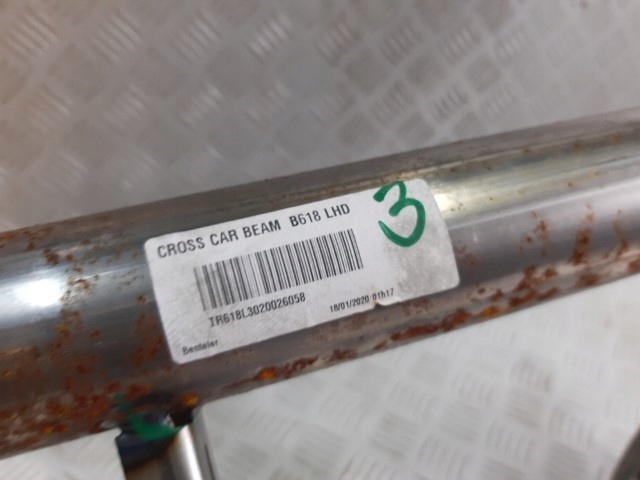 CROSS CAR BEAM B618 LHD
3
TR618L3020026058
18/01/2020 01h17
Benteler